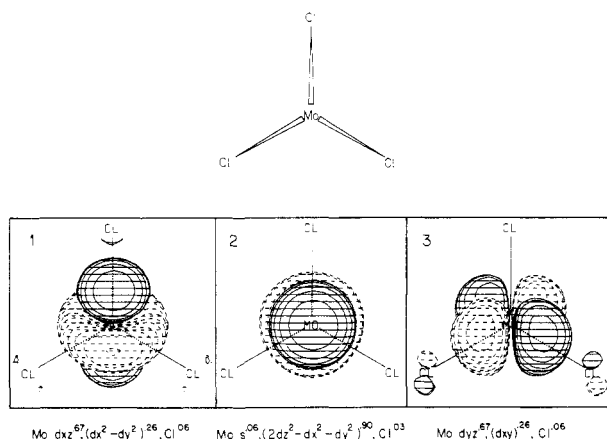 C
Mo
Cl Cl
1 2 3
CL CL CL
MO
CL CL CL CL
Mo dxz^.67,(dx²-dy²)^.26,Cl^.06 Mo s^.06,(2dz²-dx²-dy²)^.90,Cl^.03 Mo dyz^.67,(dxy)^.26,Cl^.06